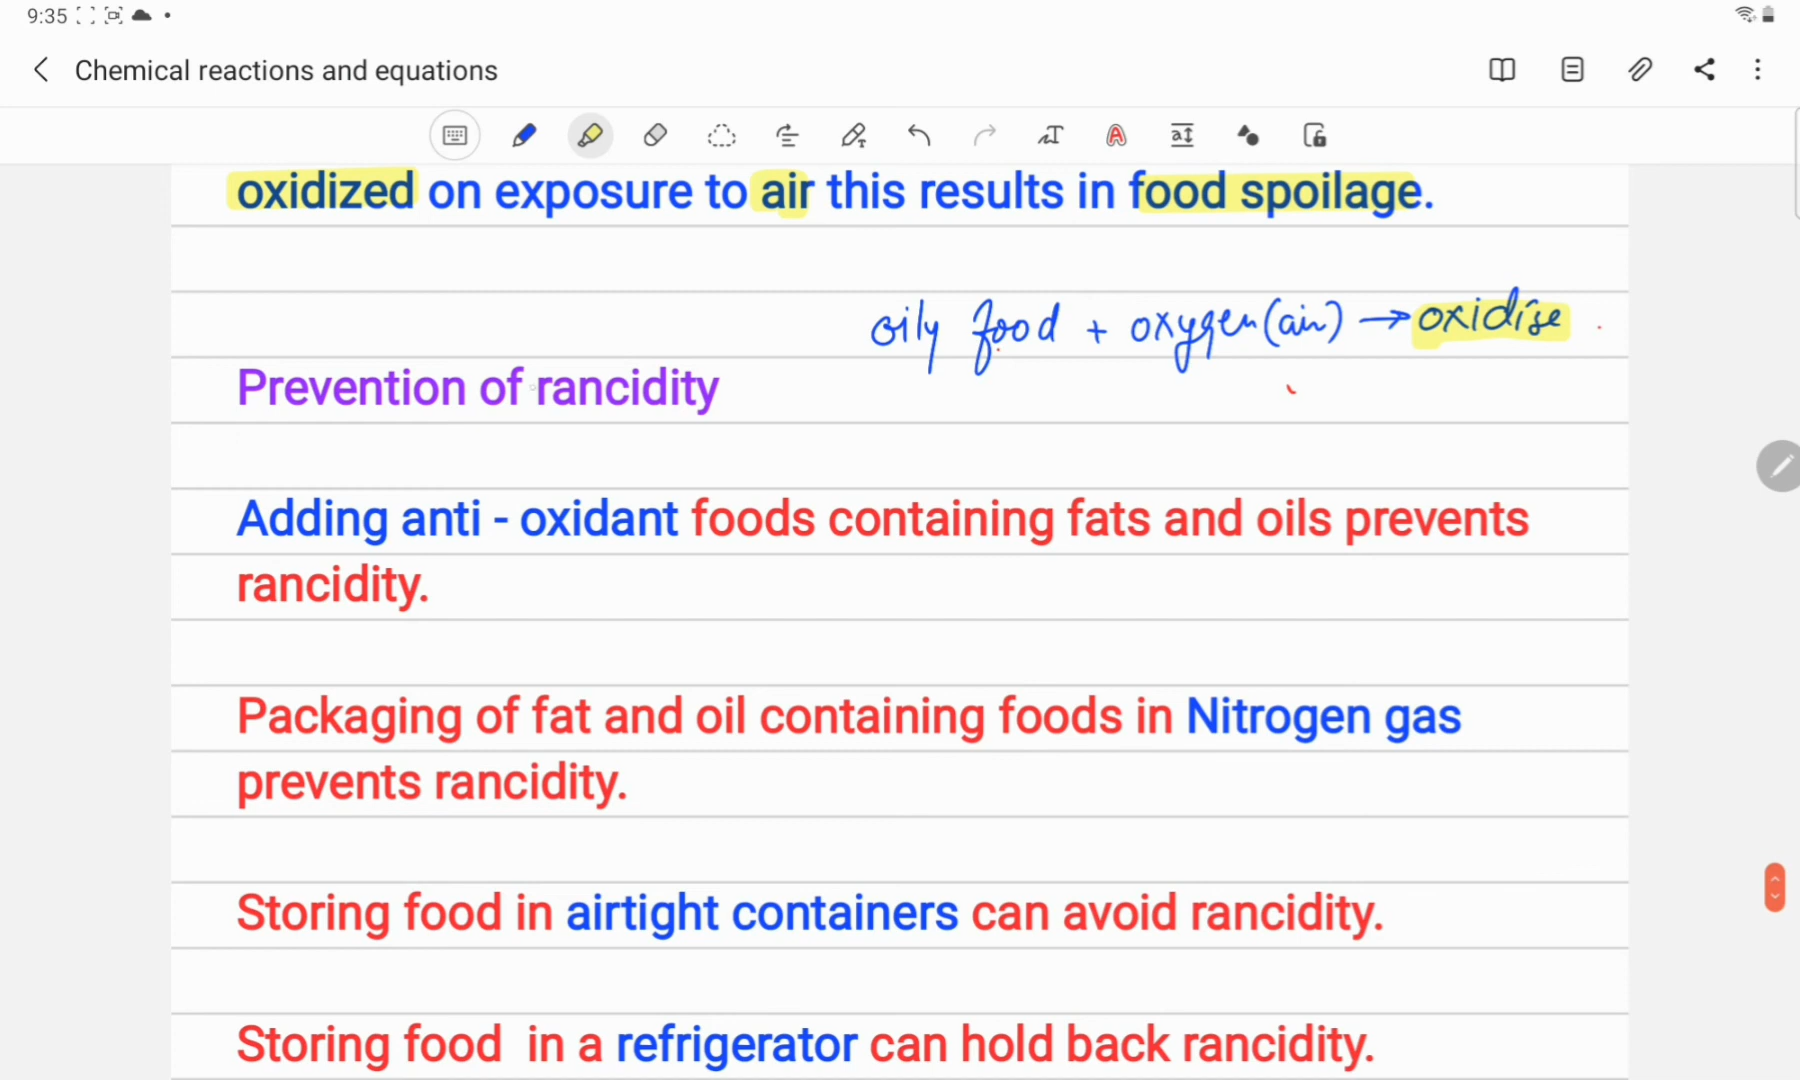 9:35
Chemical reactions and equations
oxidized on exposure to air this results in food spoilage.
oily food + oxygen(air) → oxidise
Prevention of rancidity
Adding anti - oxidant foods containing fats and oils prevents
rancidity.
Packaging of fat and oil containing foods in Nitrogen gas
prevents rancidity.
Storing food in airtight containers can avoid rancidity.
Storing food  in a refrigerator can hold back rancidity.